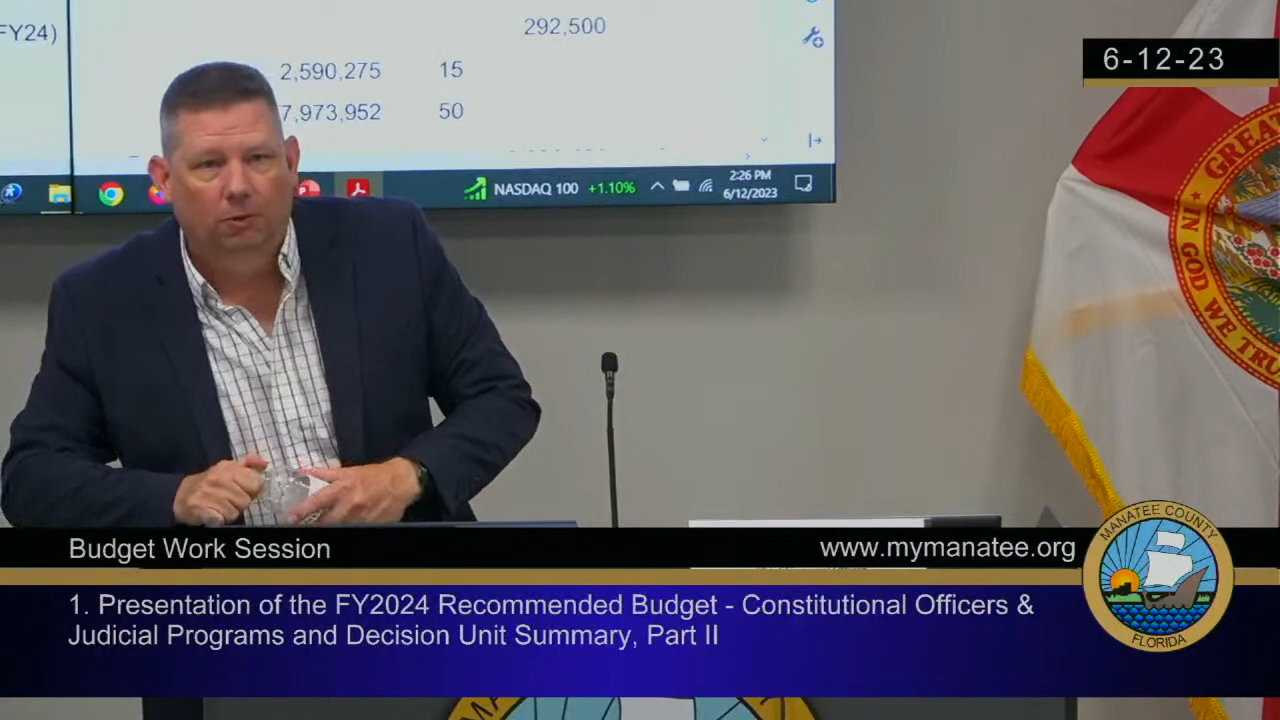 FY24)
292,500
2,590,275 15
7,973,952 50
NASDAQ 100 +1.10%
2:26 PM
6/12/2023
6-12-23
GREAT
IN GOD WE TRU
Budget Work Session
www.mymanatee.org
1. Presentation of the FY2024 Recommended Budget - Constitutional Officers &
Judicial Programs and Decision Unit Summary, Part II
MANATEE COUNTY
FLORIDA
MA